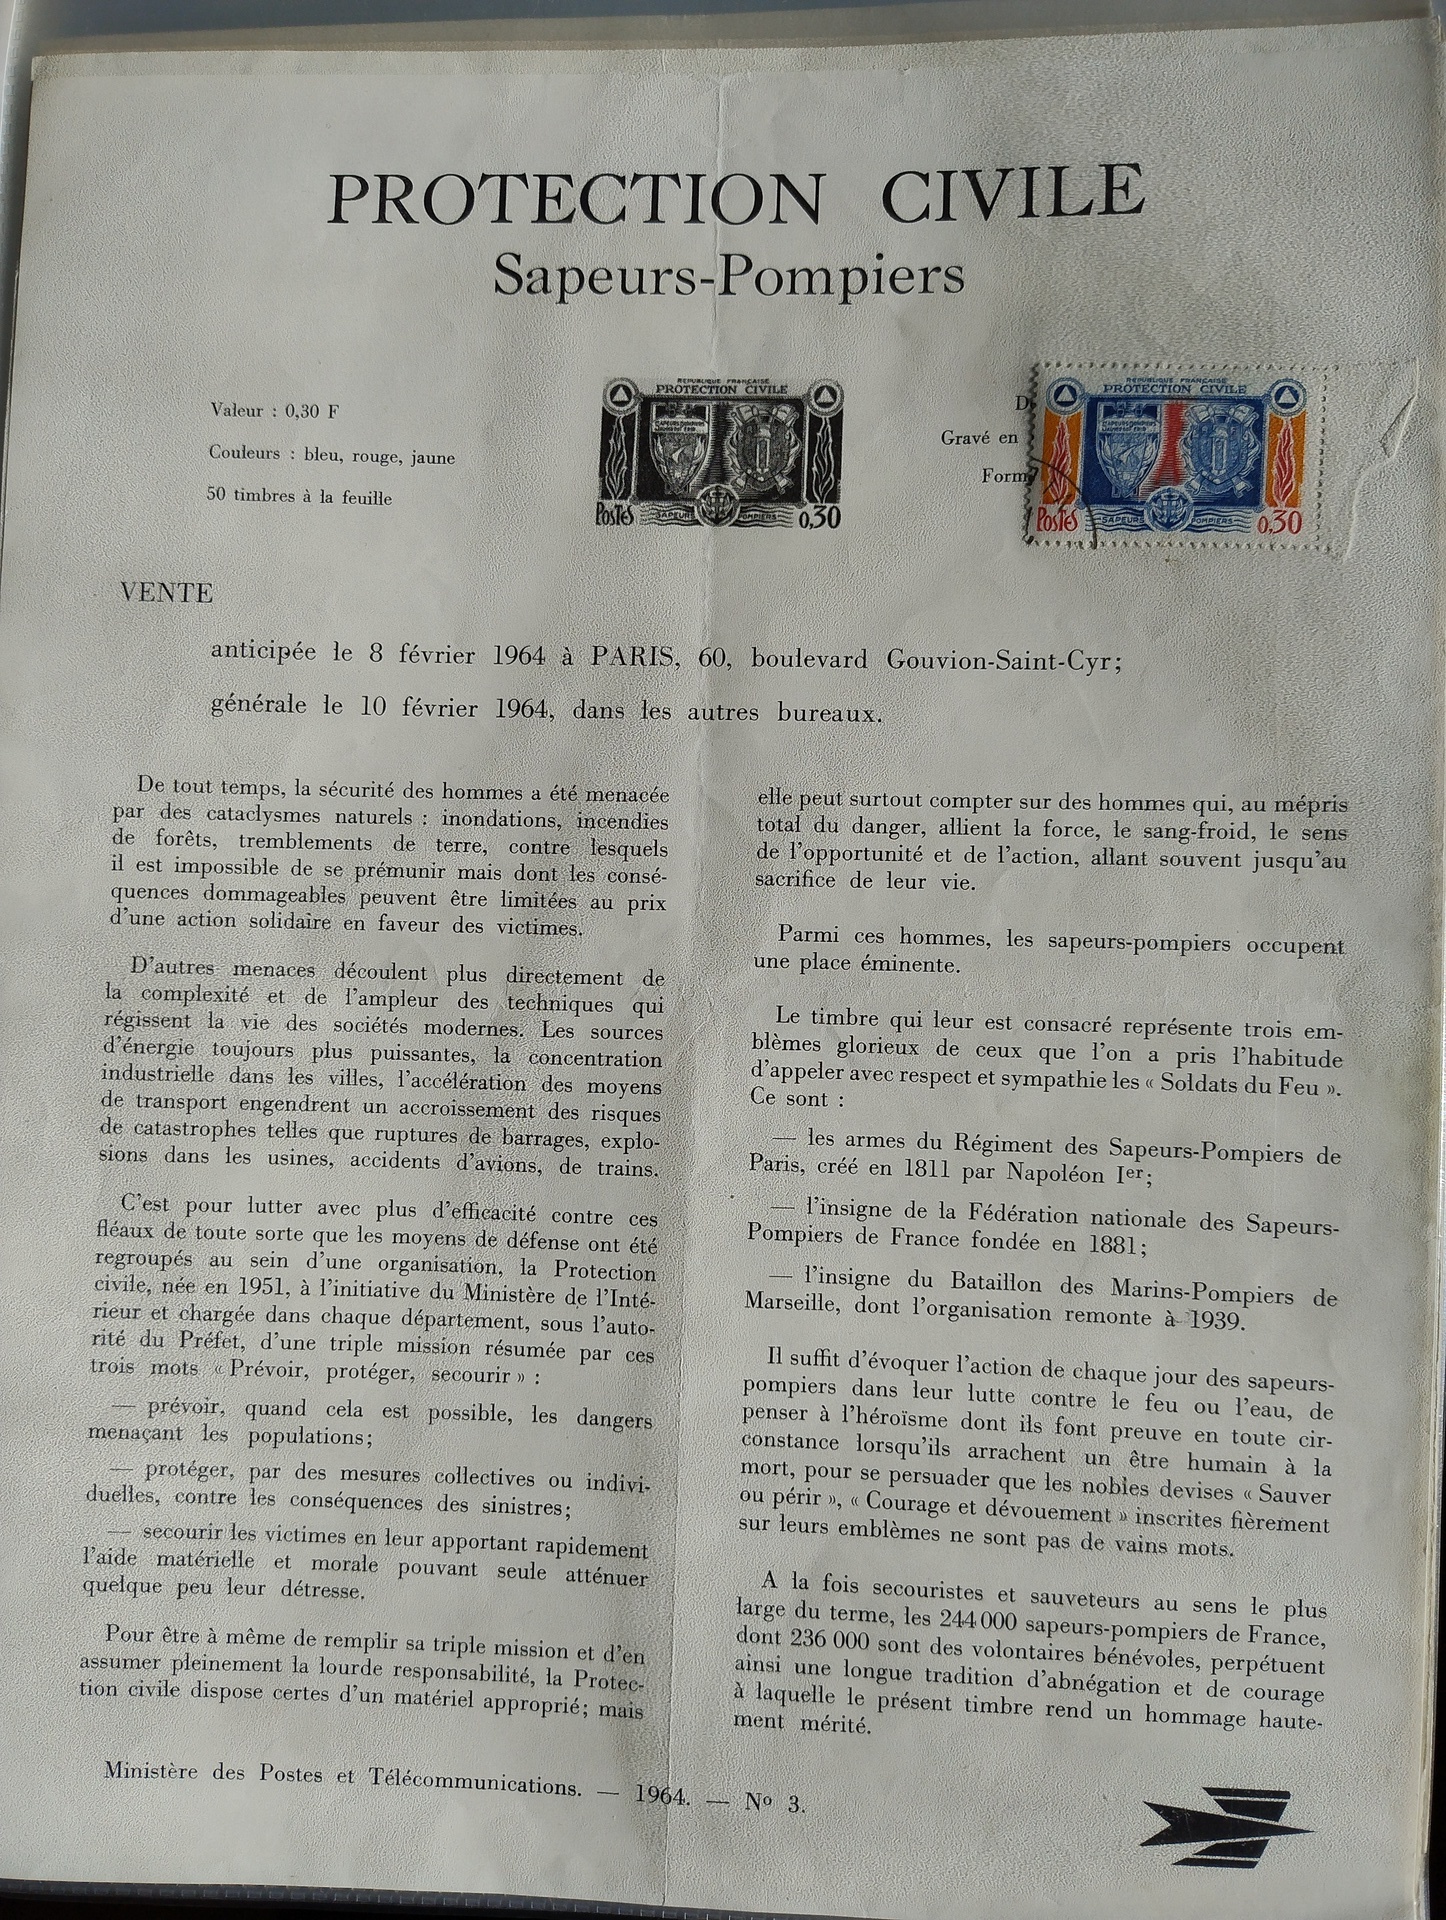 PROTECTION CIVILE
Sapeurs-Pompiers
Valeur : 0,30 F
Couleurs : bleu, rouge, jaune
50 timbres à la feuille
REPUBLIQUE FRANÇAISE
PROTECTION CIVILE
POSTES
SAPEURS POMPIERS
0,30
D
Gravé en
Form
REPUBLIQUE FRANÇAISE
PROTECTION CIVILE
POSTES
SAPEURS POMPIERS
0,30
VENTE
anticipée le 8 février 1964 à PARIS, 60, boulevard Gouvion-Saint-Cyr;
générale le 10 février 1964, dans les autres bureaux.
De tout temps, la sécurité des hommes a été menacée
par des cataclysmes naturels : inondations, incendies
de forêts, tremblements de terre, contre lesquels
il est impossible de se prémunir mais dont les consé-
quences dommageables peuvent être limitées au prix
d'une action solidaire en faveur des victimes.
D'autres menaces découlent plus directement de
la complexité et de l'ampleur des techniques qui
régissent la vie des sociétés modernes. Les sources
d'énergie toujours plus puissantes, la concentration
industrielle dans les villes, l'accélération des moyens
de transport engendrent un accroissement des risques
de catastrophes telles que ruptures de barrages, explo-
sions dans les usines, accidents d'avions, de trains.
C'est pour lutter avec plus d'efficacité contre ces
fléaux de toute sorte que les moyens de défense ont été
regroupés au sein d'une organisation, la Protection
civile, née en 1951, à l'initiative du Ministère de l'Inté-
rieur et chargée dans chaque département, sous l'auto-
rité du Préfet, d'une triple mission résumée par ces
trois mots « Prévoir, protéger, secourir » :
— prévoir, quand cela est possible, les dangers
menaçant les populations;
— protéger, par des mesures collectives ou indivi-
duelles, contre les conséquences des sinistres;
— secourir les victimes en leur apportant rapidement
l'aide matérielle et morale pouvant seule atténuer
quelque peu leur détresse.
Pour être à même de remplir sa triple mission et d'en
assumer pleinement la lourde responsabilité, la Protec-
tion civile dispose certes d'un matériel approprié; mais
elle peut surtout compter sur des hommes qui, au mépris
total du danger, allient la force, le sang-froid, le sens
de l'opportunité et de l'action, allant souvent jusqu'au
sacrifice de leur vie.
Parmi ces hommes, les sapeurs-pompiers occupent
une place éminente.
Le timbre qui leur est consacré représente trois em-
blèmes glorieux de ceux que l'on a pris l'habitude
d'appeler avec respect et sympathie les « Soldats du Feu ».
Ce sont :
— les armes du Régiment des Sapeurs-Pompiers de
Paris, créé en 1811 par Napoléon Ier;
— l'insigne de la Fédération nationale des Sapeurs-
Pompiers de France fondée en 1881;
— l'insigne du Bataillon des Marins-Pompiers de
Marseille, dont l'organisation remonte à 1939.
Il suffit d'évoquer l'action de chaque jour des sapeurs-
pompiers dans leur lutte contre le feu ou l'eau, de
penser à l'héroïsme dont ils font preuve en toute cir-
constance lorsqu'ils arrachent un être humain à la
mort, pour se persuader que les nobles devises « Sauver
ou périr », « Courage et dévouement » inscrites fièrement
sur leurs emblèmes ne sont pas de vains mots.
A la fois secouristes et sauveteurs au sens le plus
large du terme, les 244 000 sapeurs-pompiers de France,
dont 236 000 sont des volontaires bénévoles, perpétuent
ainsi une longue tradition d'abnégation et de courage
à laquelle le présent timbre rend un hommage haute-
ment mérité.
Ministère des Postes et Télécommunications. — 1964. — Nº 3.